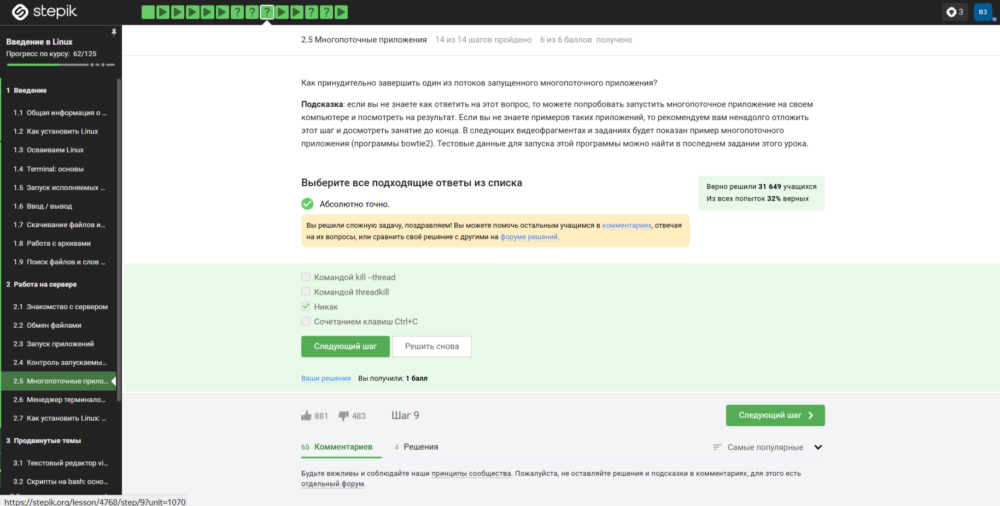 stepik
3
ВЗ
Введение в Linux
Прогресс по курсу: 62/125
1 Введение
1.1 Общая информация о ...
1.2 Как установить Linux
1.3 Осваиваем Linux
1.4 Terminal: основы
1.5 Запуск исполняемых ...
1.6 Ввод / вывод
1.7 Скачивание файлов и...
1.8 Работа с архивами
1.9 Поиск файлов и слов ...
2 Работа на сервере
2.1 Знакомство с сервером
2.2 Обмен файлами
2.3 Запуск приложений
2.4 Контроль запускаемы...
2.5 Многопоточные прило...
2.6 Менеджер терминало...
2.7 Как установить Linux: ...
3 Продвинутые темы
3.1 Текстовый редактор vi...
3.2 Скрипты на bash: осно...
https://stepik.org/lesson/4768/step/9?unit=1070
2.5 Многопоточные приложения 14 из 14 шагов пройдено 6 из 6 баллов получено
Как принудительно завершить один из потоков запущенного многопоточного приложения?
Подсказка: если вы не знаете как ответить на этот вопрос, то можете попробовать запустить многопоточное приложение на своем
компьютере и посмотреть на результат. Если вы не знаете примеров таких приложений, то рекомендуем вам ненадолго отложить
этот шаг и досмотреть занятие до конца. В следующих видеофрагментах и заданиях будет показан пример многопоточного
приложения (программы bowtie2). Тестовые данные для запуска этой программы можно найти в последнем задании этого урока.
Выберите все подходящие ответы из списка
Верно решили 31 649 учащихся
Из всех попыток 32% верных
Абсолютно точно.
Вы решили сложную задачу, поздравляем! Вы можете помочь остальным учащимся в комментариях, отвечая
на их вопросы, или сравнить своё решение с другими на форуме решений.
Командой kill --thread
Командой threadkill
Никак
Сочетанием клавиш Ctrl+C
Следующий шаг
Решить снова
Ваши решения Вы получили: 1 балл
881 483 Шаг 9
Следующий шаг
65 Комментариев 4 Решения
Самые популярные
Будьте вежливы и соблюдайте наши принципы сообщества. Пожалуйста, не оставляйте решения и подсказки в комментариях, для этого есть
отдельный форум.